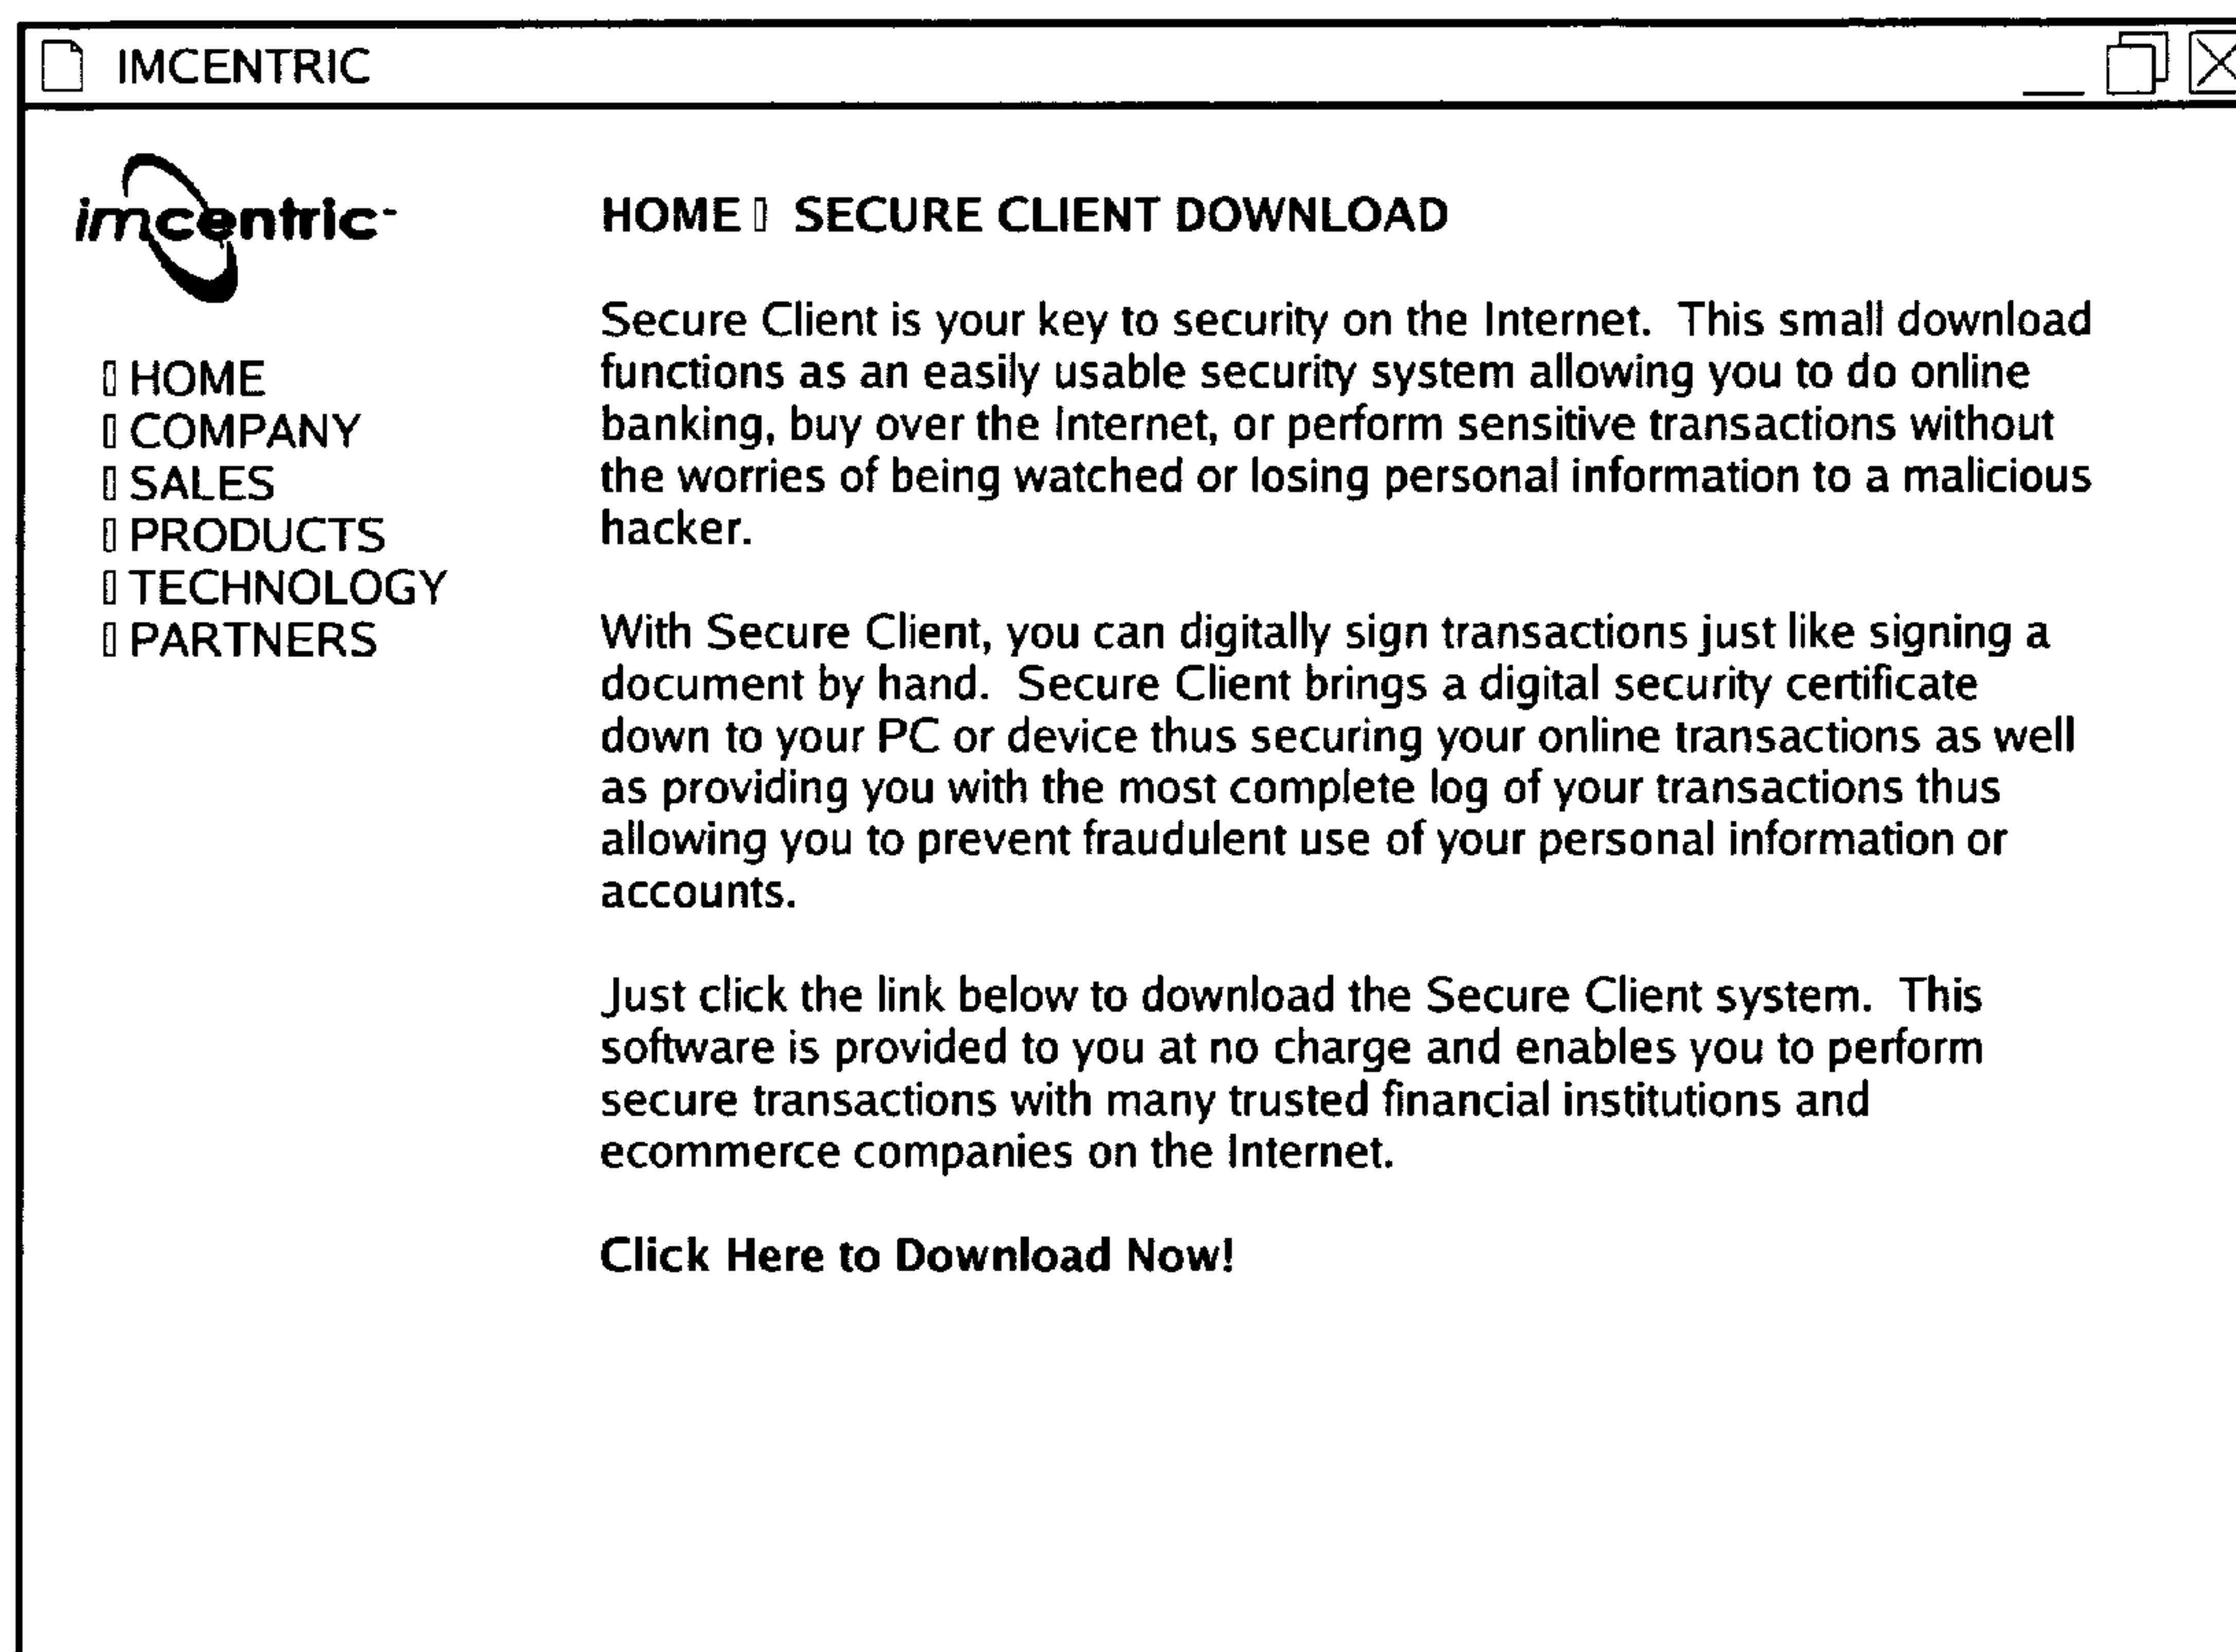 IMCENTRIC
imcentric
HOME
COMPANY
SALES
PRODUCTS
TECHNOLOGY
PARTNERS
HOME ▯ SECURE CLIENT DOWNLOAD
Secure Client is your key to security on the Internet. This small download
functions as an easily usable security system allowing you to do online
banking, buy over the Internet, or perform sensitive transactions without
the worries of being watched or losing personal information to a malicious
hacker.
With Secure Client, you can digitally sign transactions just like signing a
document by hand. Secure Client brings a digital security certificate
down to your PC or device thus securing your online transactions as well
as providing you with the most complete log of your transactions thus
allowing you to prevent fraudulent use of your personal information or
accounts.
Just click the link below to download the Secure Client system. This
software is provided to you at no charge and enables you to perform
secure transactions with many trusted financial institutions and
ecommerce companies on the Internet.
Click Here to Download Now!